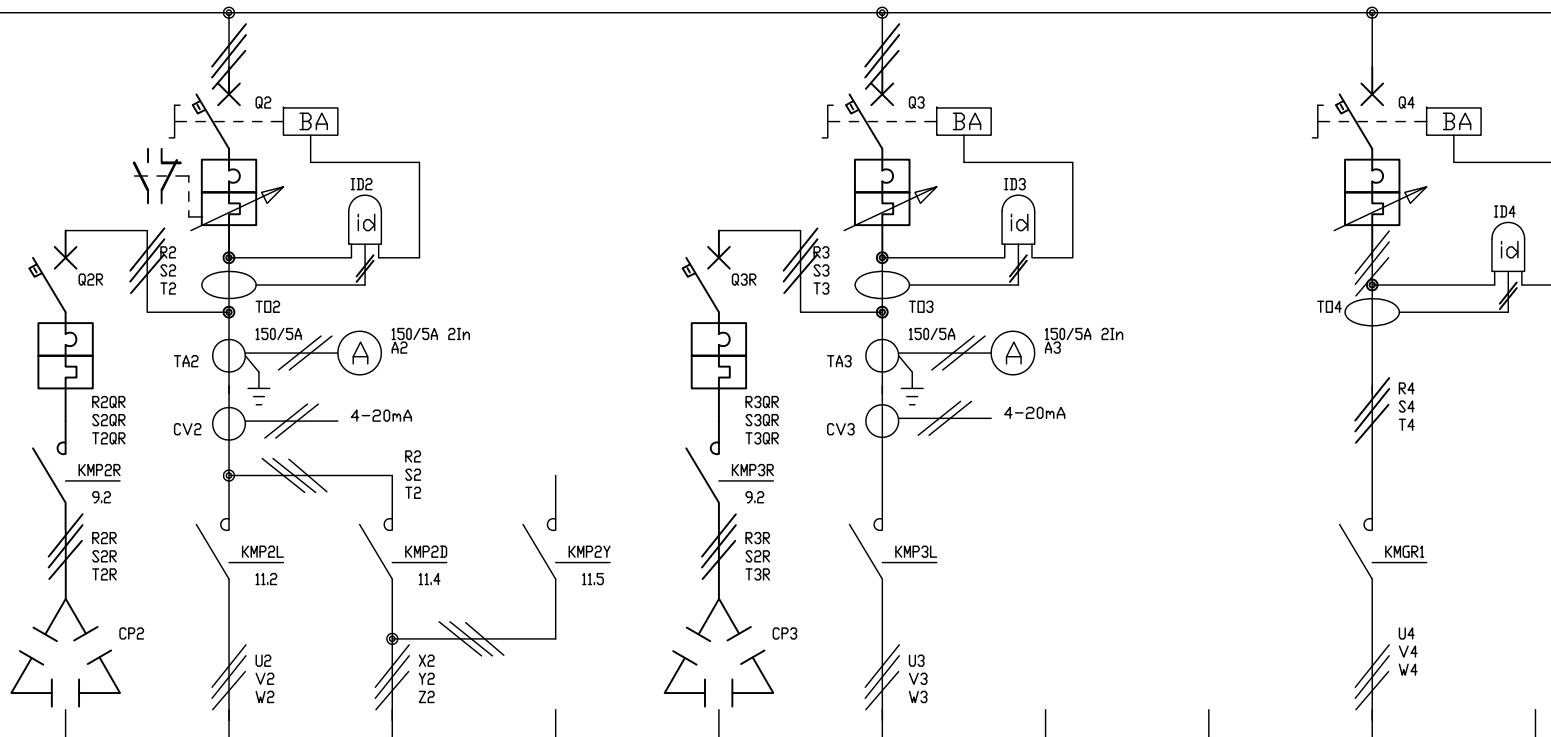 Q2
BA
Q3
BA
Q4
BA
ID2
id
ID3
id
ID4
id
R2
S2
T2
R3
S3
T3
Q2R
Q3R
TO2
TO3
TO4
150/5A
150/5A 2In
A
A2
TA2
150/5A
150/5A 2In
A
A3
TA3
R2QR
S2QR
T2QR
R3QR
S3QR
T3QR
R4
S4
T4
CV2
4-20mA
CV3
4-20mA
R2
S2
T2
KMP2R
9.2
KMP3R
9.2
R2R
S2R
T2R
KMP2L
11.2
KMP2D
11.4
KMP2Y
11.5
R3R
S2R
T3R
KMP3L
KMGR1
CP2
CP3
U2
V2
W2
X2
Y2
Z2
U3
V3
W3
U4
V4
W4